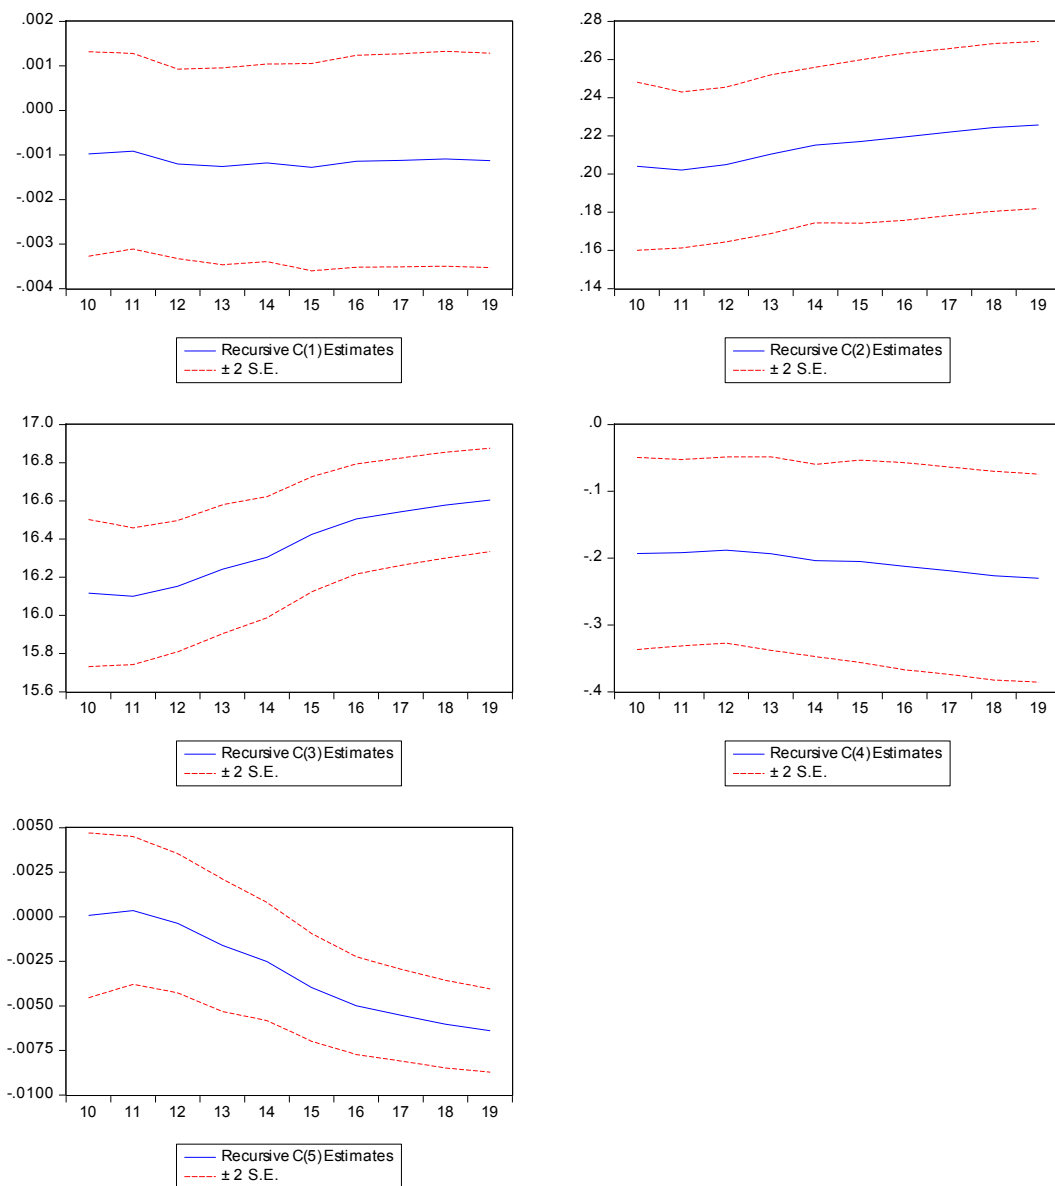 .002
.001
.000
-.001
-.002
-.003
-.004
10 11 12 13 14 15 16 17 18 19
Recursive C(1) Estimates
± 2 S.E.
.28
.26
.24
.22
.20
.18
.16
.14
10 11 12 13 14 15 16 17 18 19
Recursive C(2) Estimates
± 2 S.E.
17.0
16.8
16.6
16.4
16.2
16.0
15.8
15.6
10 11 12 13 14 15 16 17 18 19
Recursive C(3) Estimates
± 2 S.E.
.0
-.1
-.2
-.3
-.4
10 11 12 13 14 15 16 17 18 19
Recursive C(4) Estimates
± 2 S.E.
.0050
.0025
.0000
-.0025
-.0050
-.0075
-.0100
10 11 12 13 14 15 16 17 18 19
Recursive C(5) Estimates
± 2 S.E.